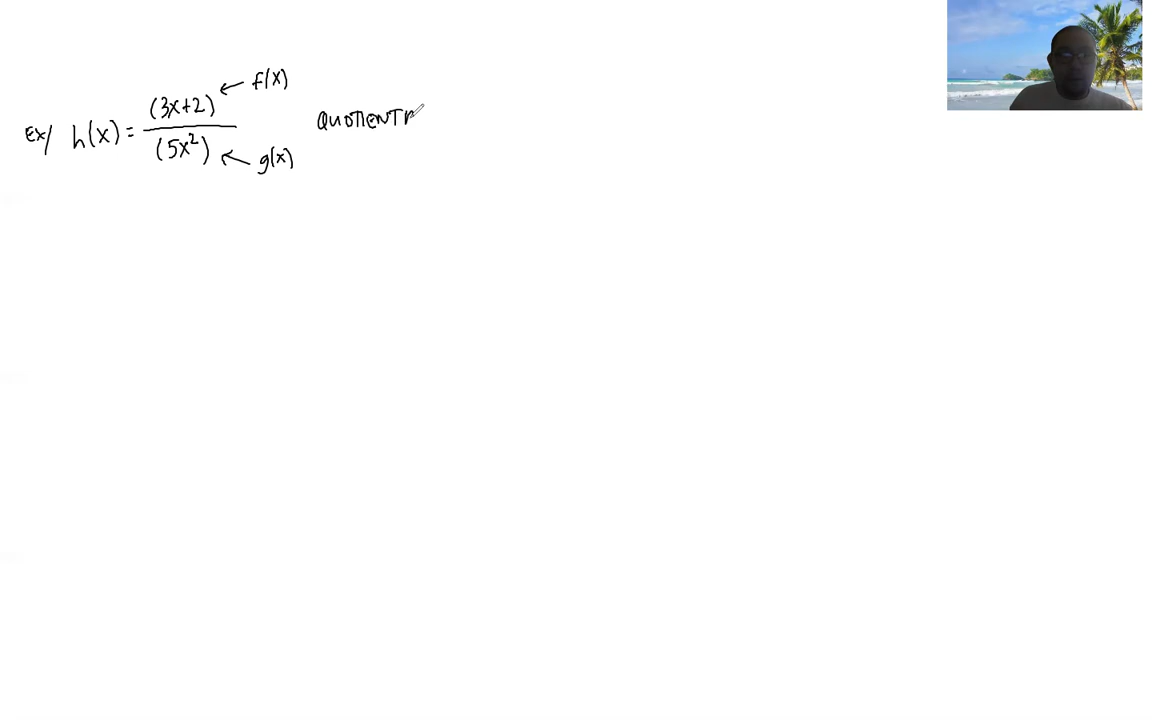 f(x)
Ex/ h(x) = (3x+2) / (5x²)
QUOTIENT
g(x)